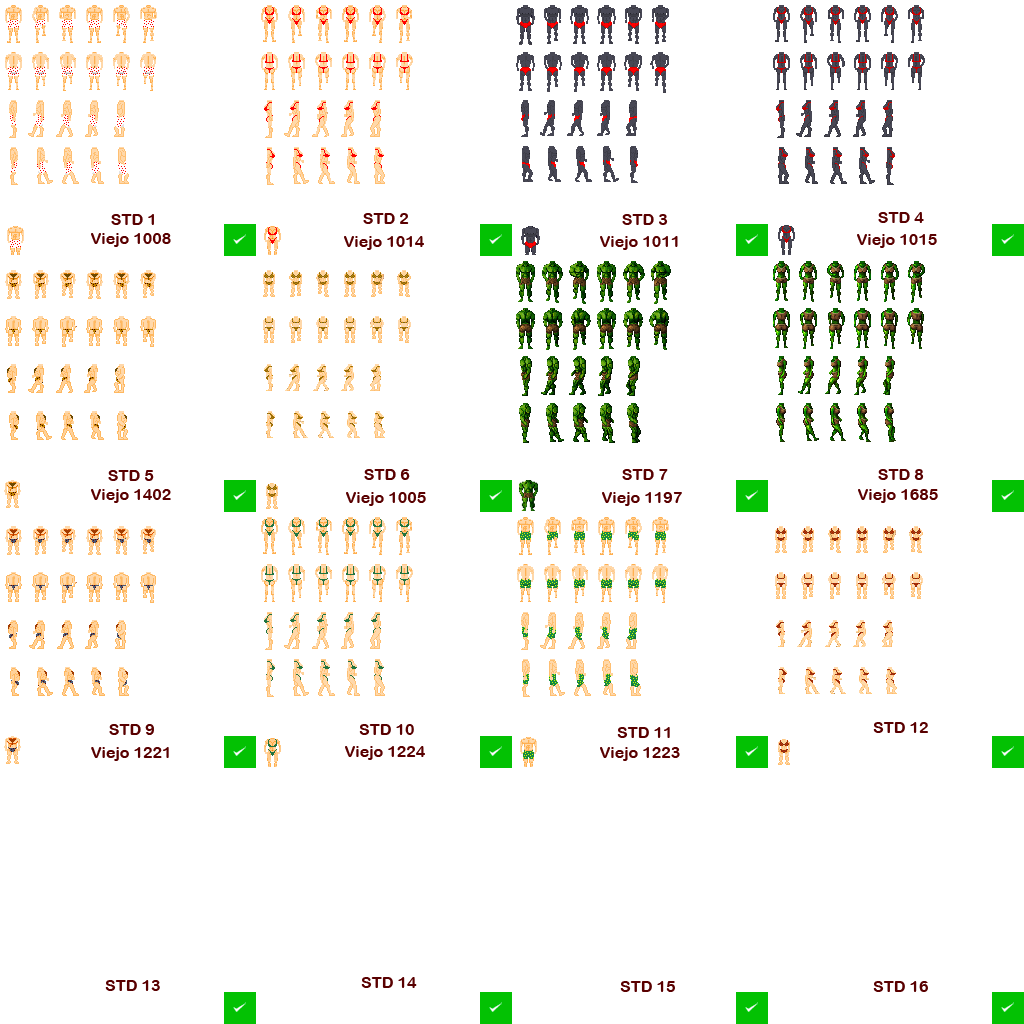 STD 1
Viejo 1008
STD 2
Viejo 1014
STD 3
Viejo 1011
STD 4
Viejo 1015
STD 5
Viejo 1402
STD 6
Viejo 1005
STD 7
Viejo 1197
STD 8
Viejo 1685
STD 9
Viejo 1221
STD 10
Viejo 1224
STD 11
Viejo 1223
STD 12
STD 13
STD 14
STD 15
STD 16